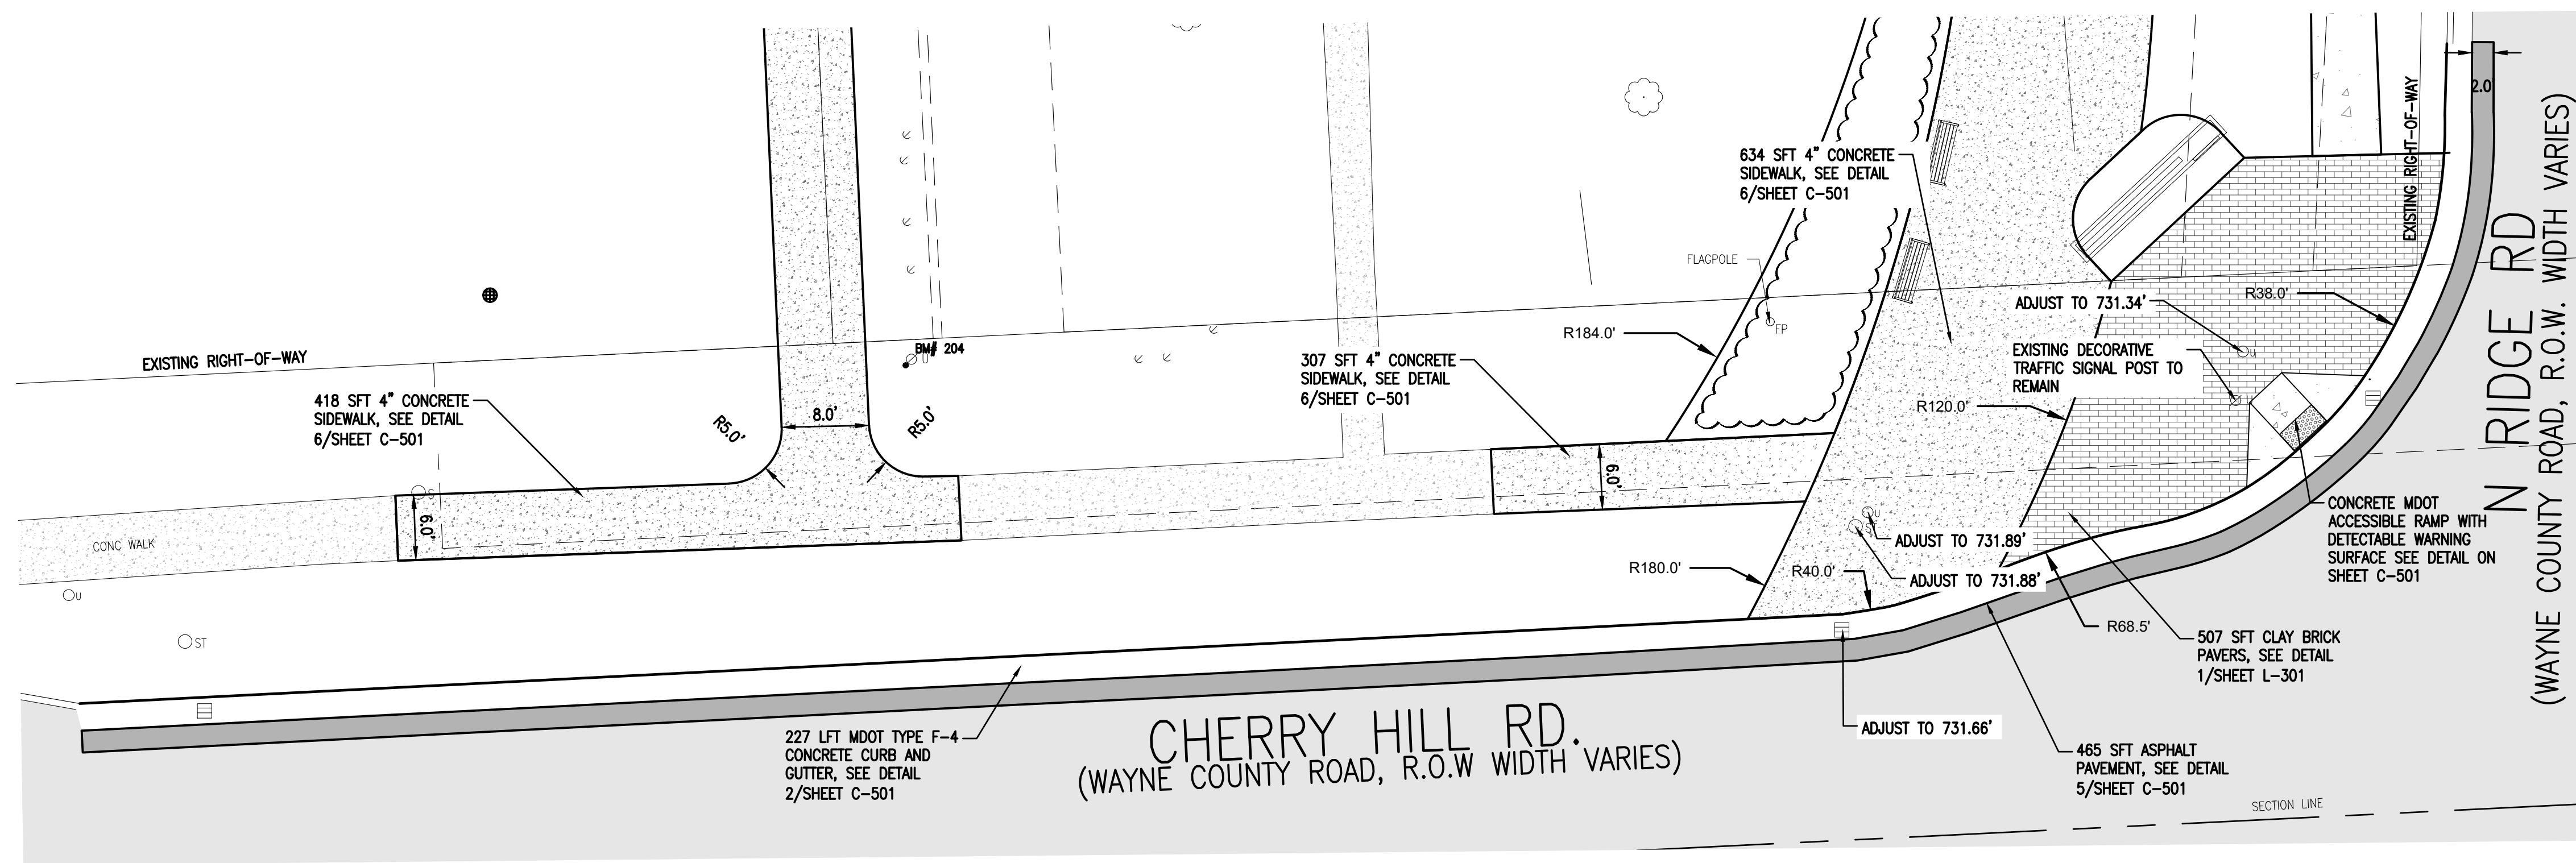 EXISTING RIGHT-OF-WAY
418 SFT 4" CONCRETE
SIDEWALK, SEE DETAIL
6/SHEET C-501
6.0'
CONC WALK
U
ST
S
R5.0'
8.0'
R5.0'
BM# 204
U
307 SFT 4" CONCRETE
SIDEWALK, SEE DETAIL
6/SHEET C-501
6.0'
R184.0'
FLAGPOLE
FP
634 SFT 4" CONCRETE
SIDEWALK, SEE DETAIL
6/SHEET C-501
EXISTING RIGHT-OF-WAY
2.0'
ADJUST TO 731.34'
U
R38.0'
EXISTING DECORATIVE
TRAFFIC SIGNAL POST TO
REMAIN
R120.0'
U
ADJUST TO 731.89'
ADJUST TO 731.88'
R180.0'
R40.0'
R68.5'
CONCRETE MDOT
ACCESSIBLE RAMP WITH
DETECTABLE WARNING
SURFACE SEE DETAIL ON
SHEET C-501
507 SFT CLAY BRICK
PAVERS, SEE DETAIL
1/SHEET L-301
ADJUST TO 731.66'
465 SFT ASPHALT
PAVEMENT, SEE DETAIL
5/SHEET C-501
227 LFT MDOT TYPE F-4
CONCRETE CURB AND
GUTTER, SEE DETAIL
2/SHEET C-501
CHERRY HILL RD.
(WAYNE COUNTY ROAD, R.O.W WIDTH VARIES)
N RIDGE RD
(WAYNE COUNTY ROAD, R.O.W. WIDTH VARIES)
SECTION LINE